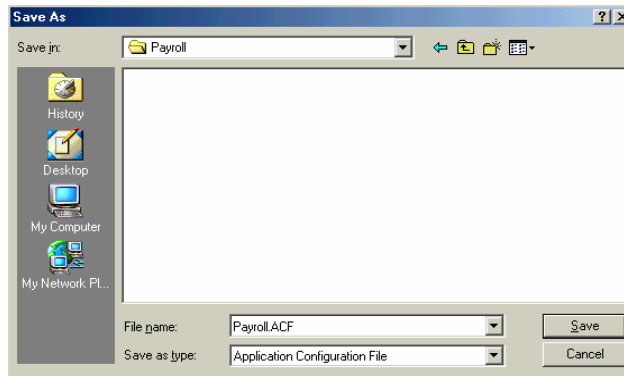 Save As
Save in:
Payroll
History
Desktop
My Computer
My Network Pl...
File name:
Payroll.ACF
Save
Save as type:
Application Configuration File
Cancel